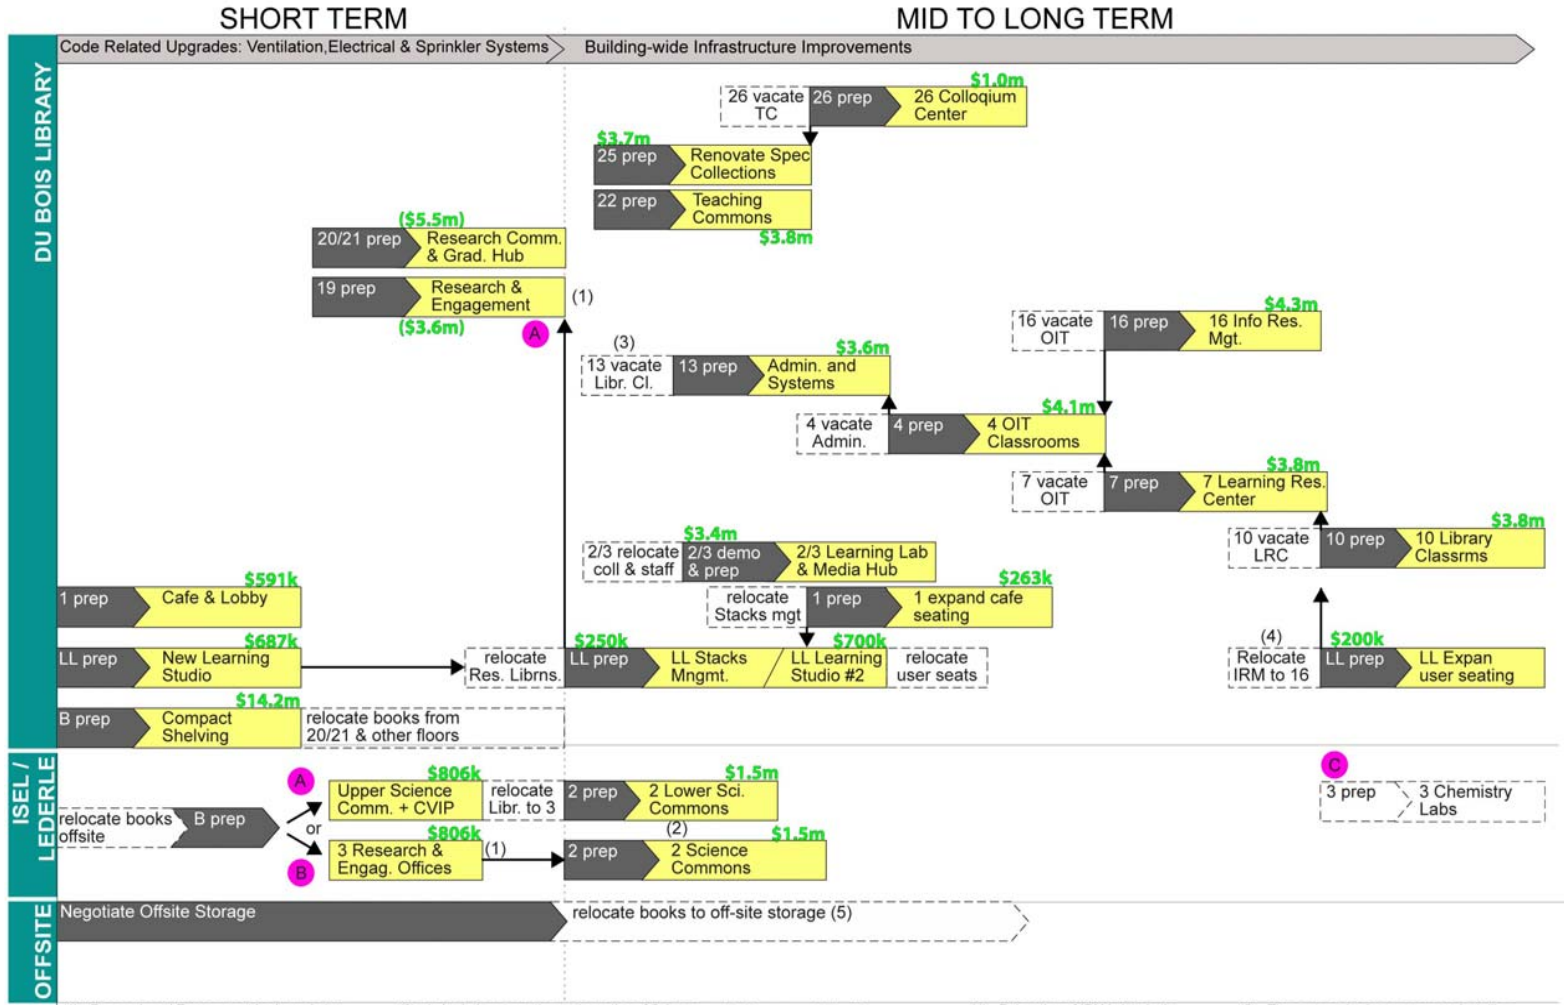 SHORT TERM
MID TO LONG TERM
Code Related Upgrades: Ventilation,Electrical & Sprinkler Systems
Building-wide Infrastructure Improvements
DU BOIS LIBRARY
$1.0m
26 vacate
TC
26 prep
26 Colloqium
Center
$3.7m
25 prep
Renovate Spec
Collections
22 prep
Teaching
Commons
$3.8m
($5.5m)
20/21 prep
Research Comm.
& Grad. Hub
19 prep
Research &
Engagement
(1)
($3.6m)
A
$4.3m
16 vacate
OIT
16 prep
16 Info Res.
Mgt.
(3)
$3.6m
13 vacate
Libr. Cl.
13 prep
Admin. and
Systems
$4.1m
4 vacate
Admin.
4 prep
4 OIT
Classrooms
$3.8m
7 vacate
OIT
7 prep
7 Learning Res.
Center
$3.8m
10 vacate
LRC
10 prep
10 Library
Classrms
$3.4m
2/3 relocate
coll & staff
2/3 demo
& prep
2/3 Learning Lab
& Media Hub
$591k
1 prep
Cafe & Lobby
$263k
relocate
Stacks mgt
1 prep
1 expand cafe
seating
$687k
LL prep
New Learning
Studio
relocate
Res. Librns.
$250k
LL prep
LL Stacks
Mngmt.
$700k
LL Learning
Studio #2
relocate
user seats
(4)
Relocate
IRM to 16
$200k
LL prep
LL Expan
user seating
$14.2m
B prep
Compact
Shelving
relocate books from
20/21 & other floors
ISEL /
LEDERLE
relocate books
offsite
B prep
A
or
B
$806k
Upper Science
Comm. + CVIP
relocate
Libr. to 3
$1.5m
2 prep
2 Lower Sci.
Commons
$806k
3 Research &
Engag. Offices
(1)
(2)
$1.5m
2 prep
2 Science
Commons
C
3 prep
3 Chemistry
Labs
OFFSITE
Negotiate Offsite Storage
relocate books to off-site storage (5)